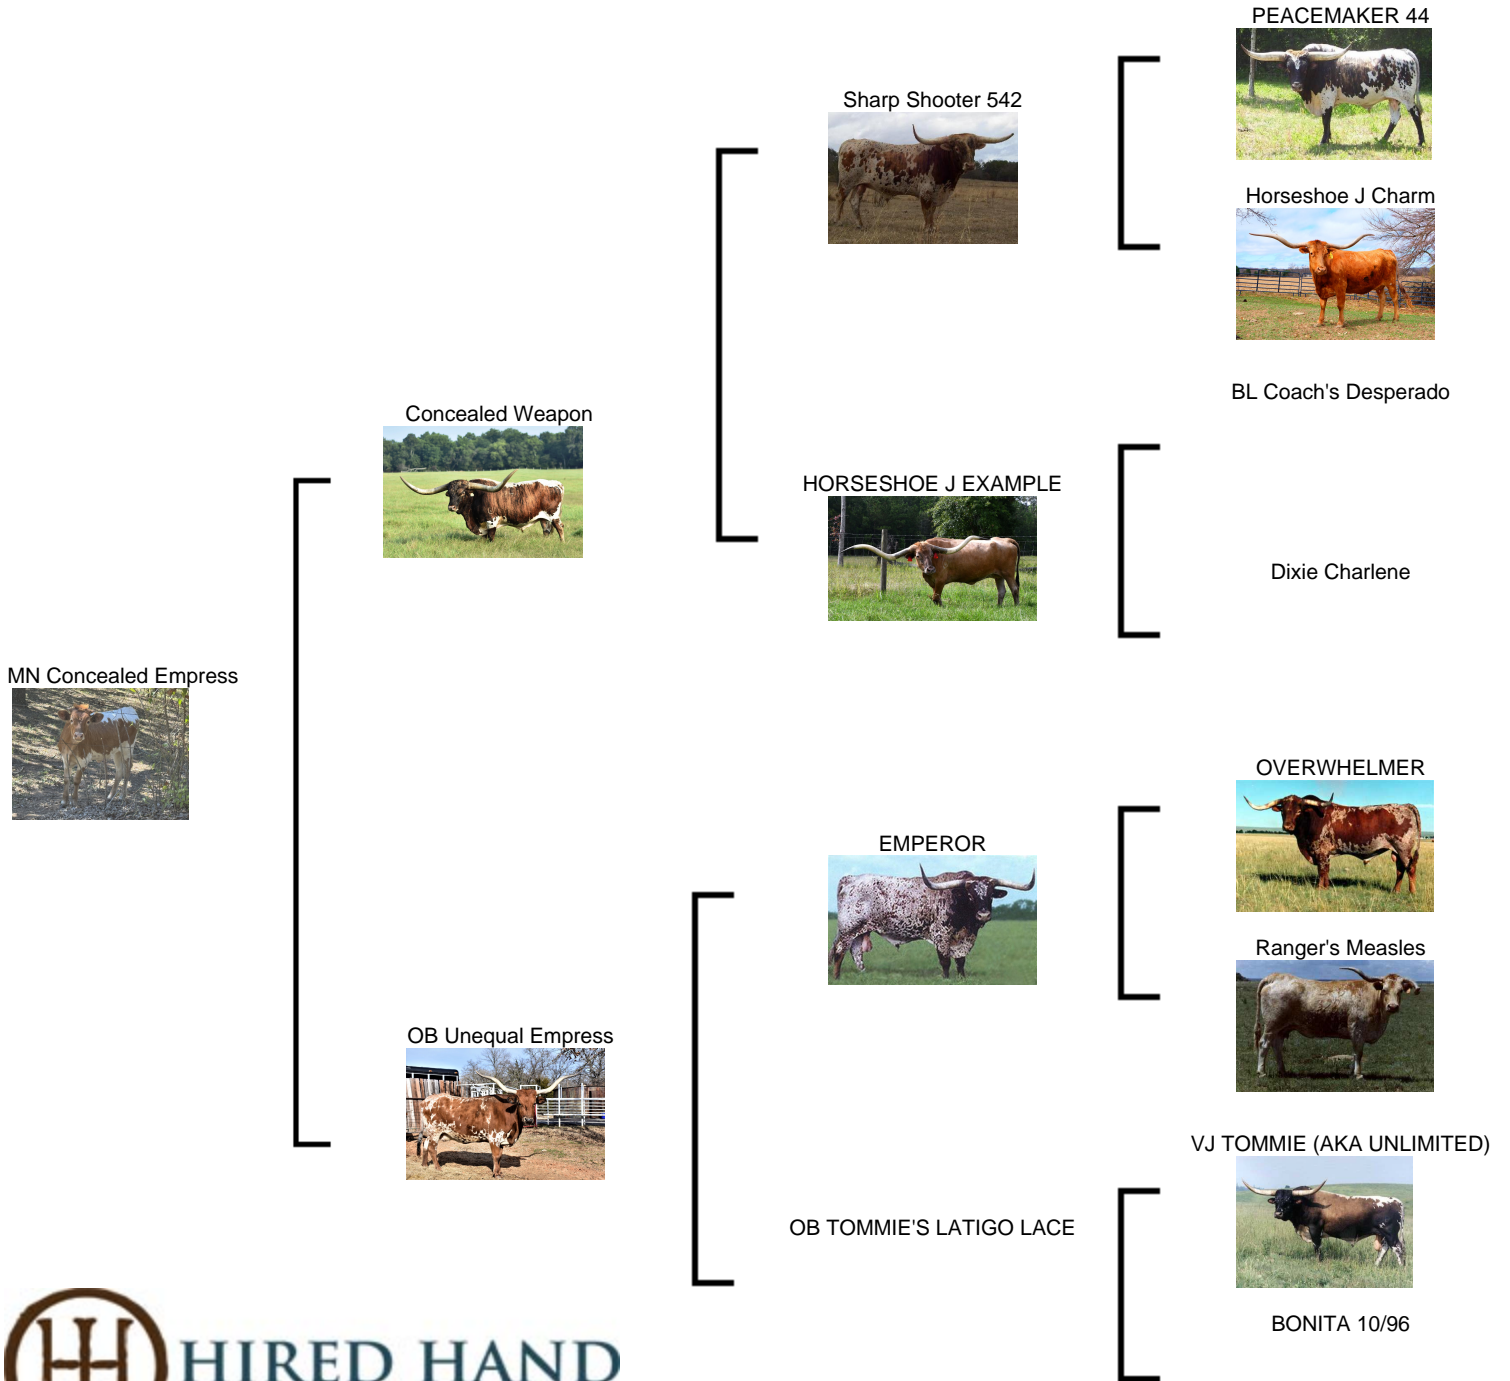 PEACEMAKER 44
Sharp Shooter 542
Horseshoe J Charm
BL Coach's Desperado
Concealed Weapon
HORSESHOE J EXAMPLE
Dixie Charlene
MN Concealed Empress
OVERWHELMER
EMPEROR
Ranger's Measles
OB Unequal Empress
VJ TOMMIE (AKA UNLIMITED)
OB TOMMIE'S LATIGO LACE
BONITA 10/96
HIRED HAND